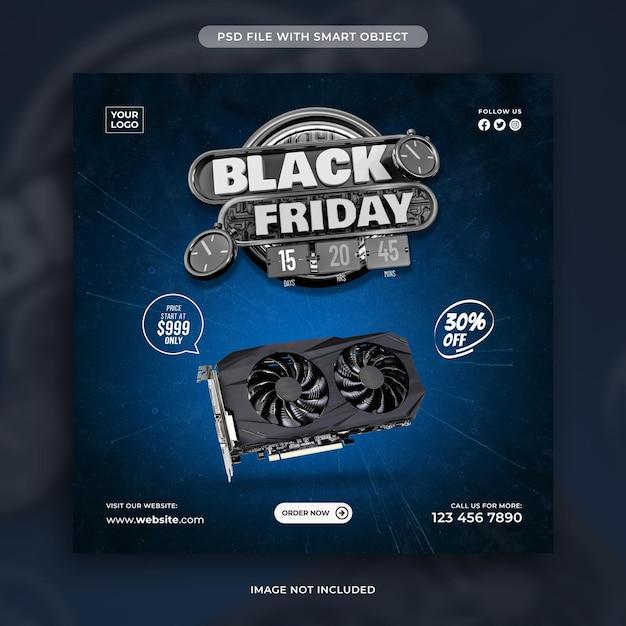 PSD FILE WITH SMART OBJECT
YOUR
LOGO
FOLLOW US
BLACK
FRIDAY
15 20 45
DAYS HRS MINS
PRICE
START AT
$999
ONLY
30%
OFF
VISIT OUR WEBSITE:
www.website.com
ORDER NOW
CALL US FOR MORE:
123 456 7890
IMAGE NOT INCLUDED